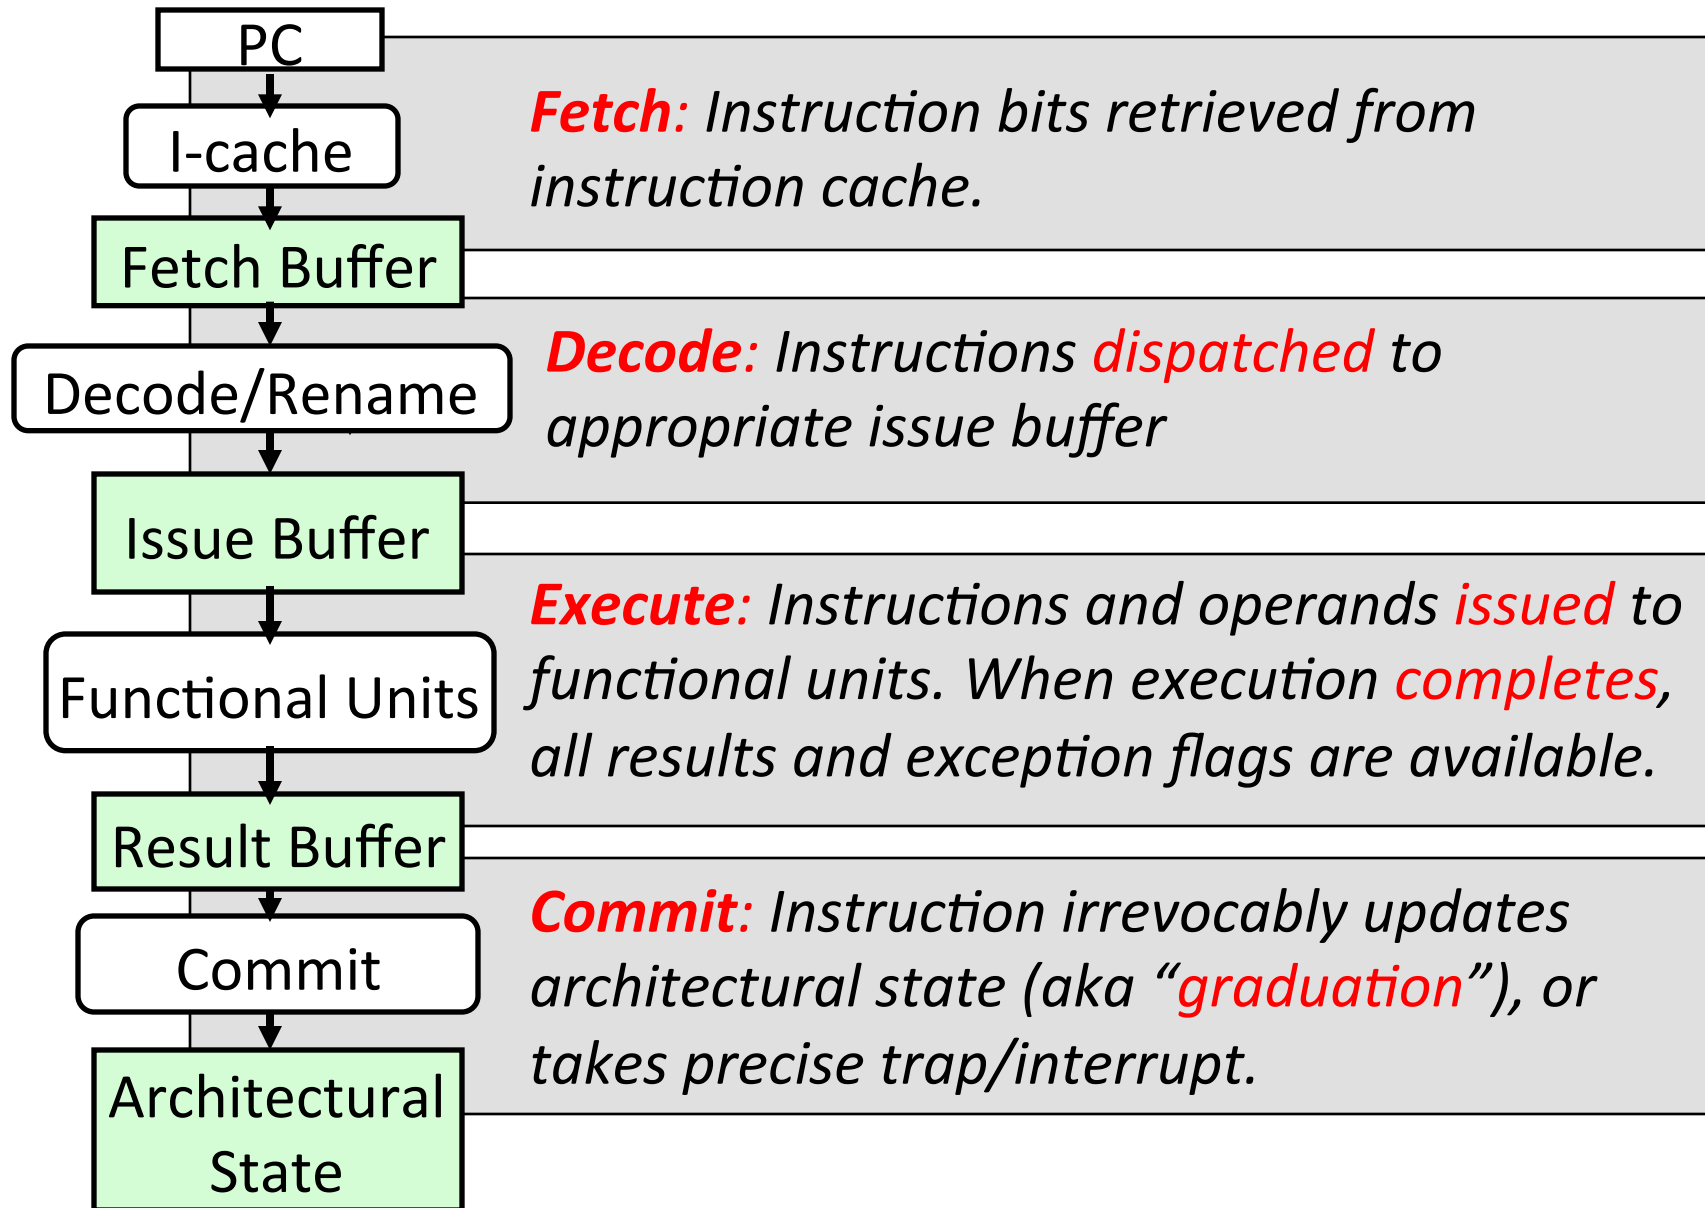 PC
I-cache
Fetch Buffer
Decode/Rename
Issue Buffer
Functional Units
Result Buffer
Commit
Architectural
State
Fetch: Instruction bits retrieved from
instruction cache.
Decode: Instructions dispatched to
appropriate issue buffer
Execute: Instructions and operands issued to
functional units. When execution completes,
all results and exception flags are available.
Commit: Instruction irrevocably updates
architectural state (aka “graduation”), or
takes precise trap/interrupt.